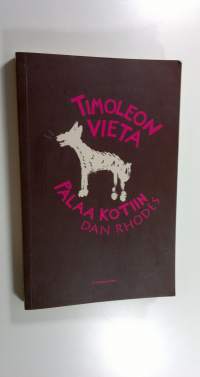 TIMOLEON
VIETA
PALAA KOTIIN
DAN RHODES